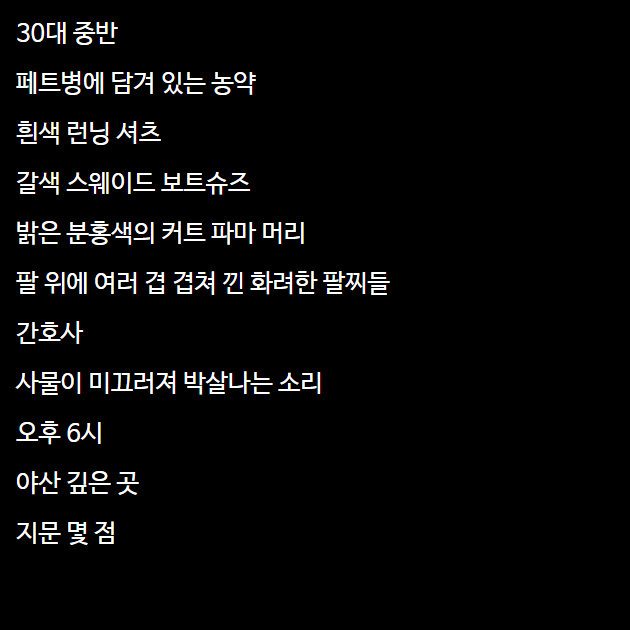 30대 중반
페트병에 담겨 있는 농약
흰색 런닝 셔츠
갈색 스웨이드 보트슈즈
밝은 분홍색의 커트 파마 머리
팔 위에 여러 겹 겹쳐 낀 화려한 팔찌들
간호사
사물이 미끄러져 박살나는 소리
오후 6시
야산 깊은 곳
지문 몇 점